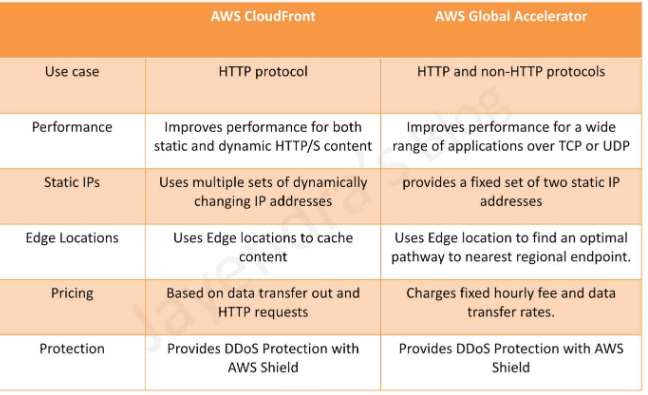 AWS CloudFront
AWS Global Accelerator
Use case
HTTP protocol
HTTP and non-HTTP protocols
Performance
Improves performance for both
static and dynamic HTTP/S content
Improves performance for a wide
range of applications over TCP or UDP
Static IPs
Uses multiple sets of dynamically
changing IP addresses
provides a fixed set of two static IP
addresses
Edge Locations
Uses Edge locations to cache
content
Uses Edge location to find an optimal
pathway to nearest regional endpoint.
Pricing
Based on data transfer out and
HTTP requests
Charges fixed hourly fee and data
transfer rates.
Protection
Provides DDoS Protection with
AWS Shield
Provides DDoS Protection with AWS
Shield
Jayendra's Blog